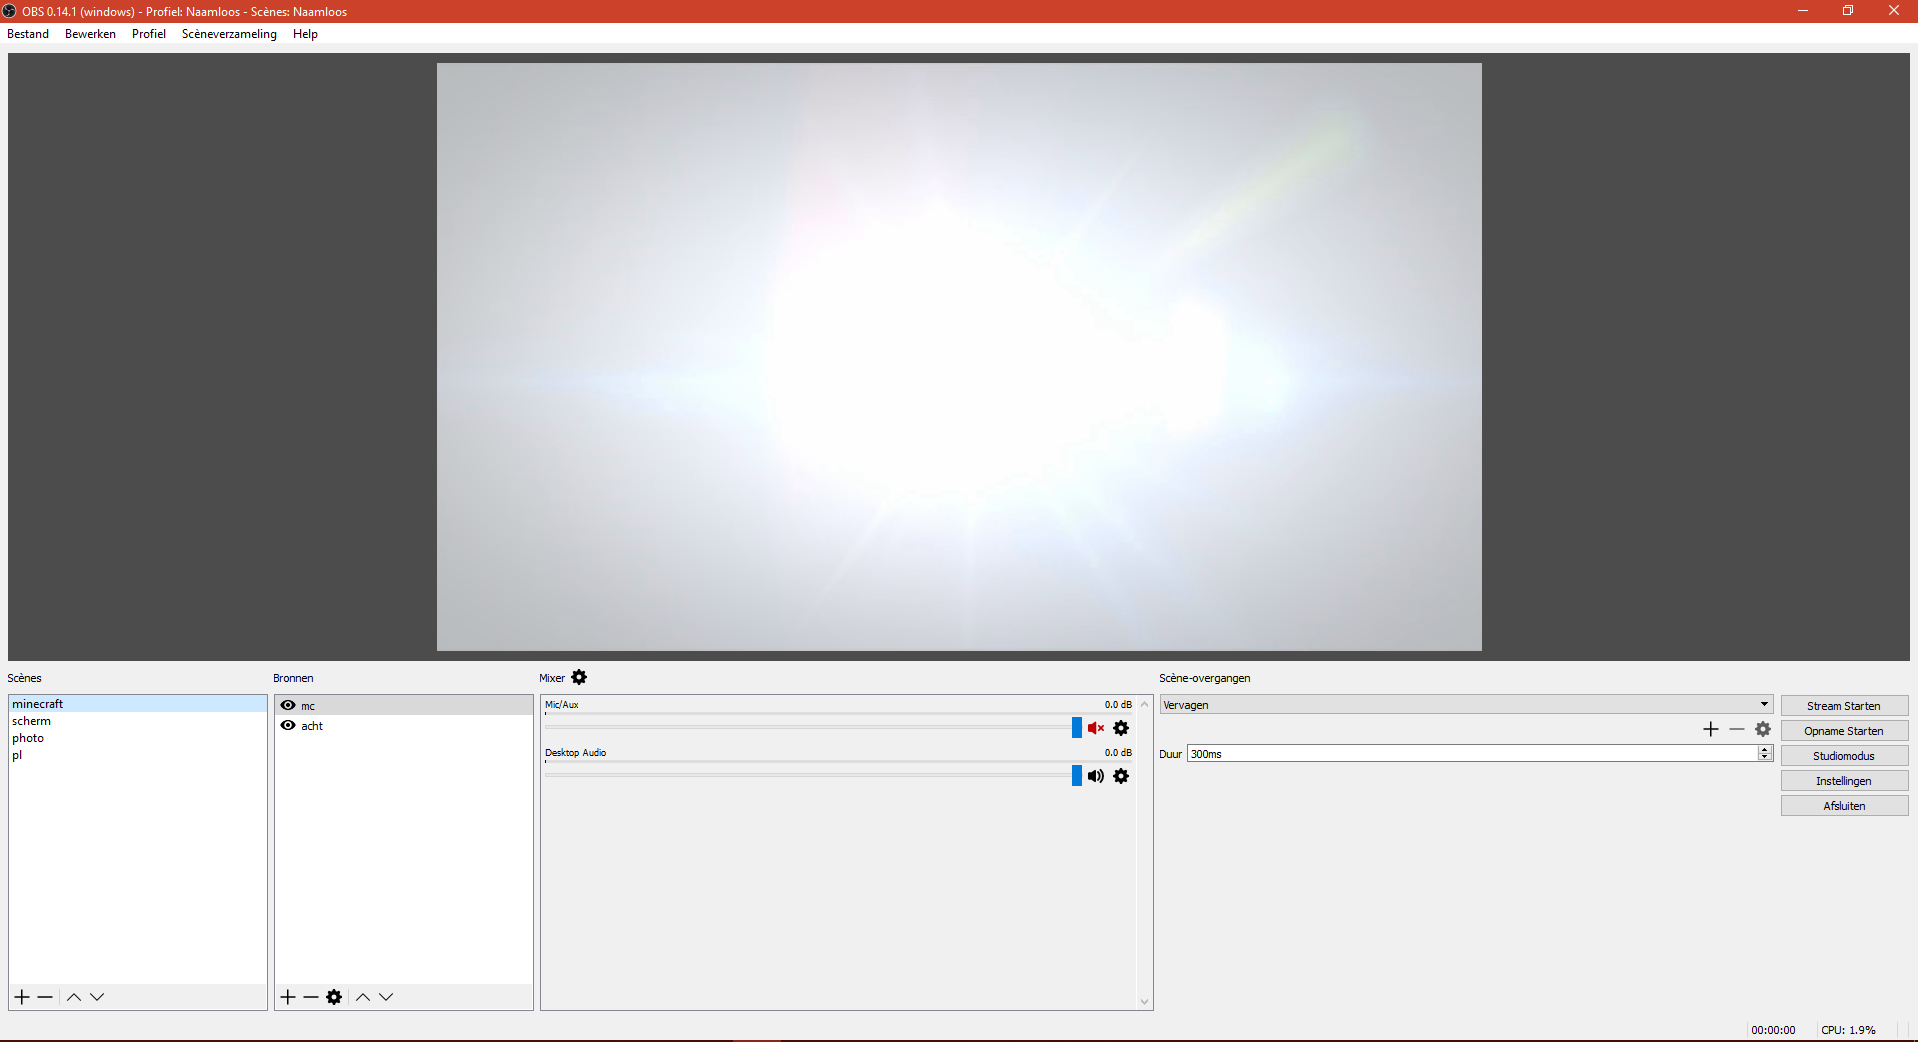 OBS 0.14.1 (windows) - Profiel: Naamloos - Scènes: Naamloos
Bestand Bewerken Profiel Scèneverzameling Help
Scènes
minecraft
scherm
photo
pl
Bronnen
mc
acht
Mixer
Mic/Aux 0.0 dB
Desktop Audio 0.0 dB
Scène-overgangen
Vervagen
Duur 300ms
Stream Starten
Opname Starten
Studiomodus
Instellingen
Afsluiten
00:00:00 CPU: 1.9%